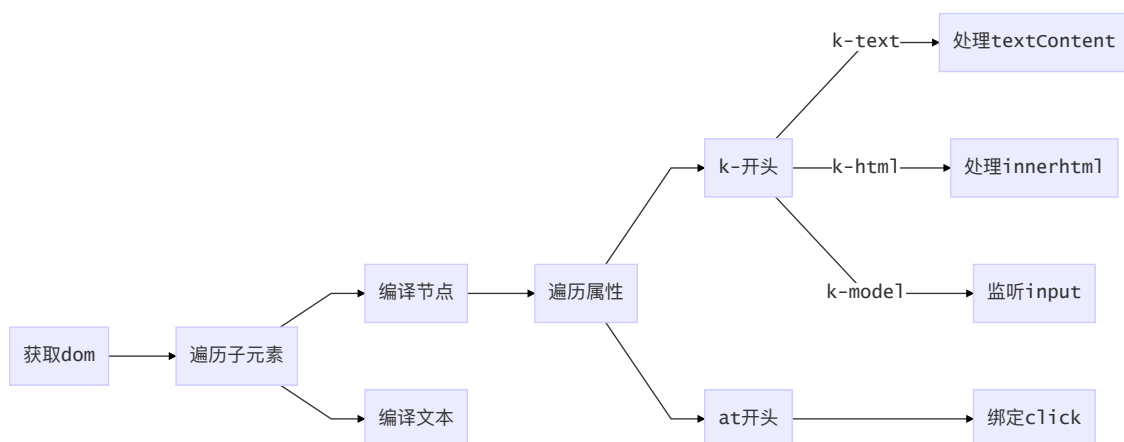 k-text
处理textContent
k-开头
k-html
处理innerhtml
编译节点
遍历属性
k-model
监听input
获取dom
遍历子元素
编译文本
at开头
绑定click